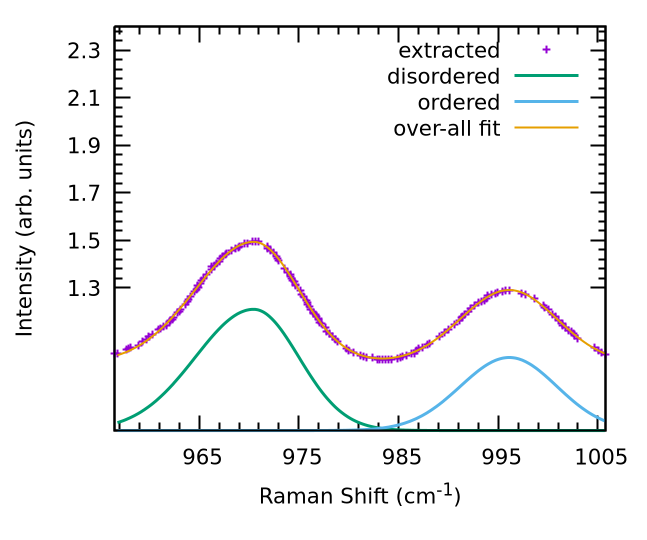 2.3
2.1
1.9
1.7
1.5
1.3
Intensity (arb. units)
extracted
disordered
ordered
over-all fit
965 975 985 995 1005
Raman Shift (cm⁻¹)